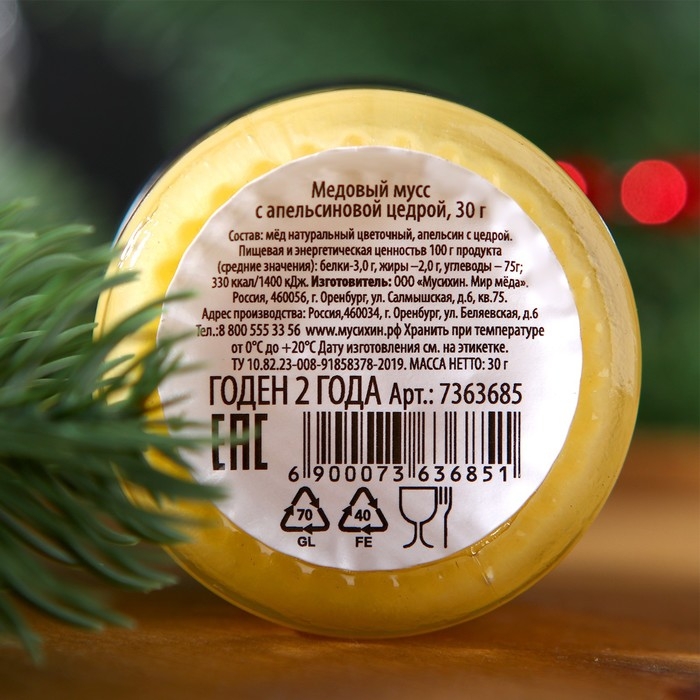 Медовый мусс
с апельсиновой цедрой, 30 г
Состав: мёд натуральный цветочный, апельсин с цедрой.
Пищевая и энергетическая ценностьв 100 г продукта
(средние значения): белки-3,0 г, жиры –2,0 г, углеводы – 75г;
330 ккал/1400 кДж. Изготовитель: ООО «Мусихин. Мир мёда».
Россия, 460056, г. Оренбург, ул. Салмышская, д.6, кв.75.
Адрес производства: Россия,460034, г. Оренбург, ул. Беляевская, д.6
Тел.:8 800 555 33 56 www.мусихин.рф Хранить при температуре
от 0°С до +20°С Дату изготовления см. на этикетке.
ТУ 10.82.23-008-91858378-2019. МАССА НЕТТО: 30 г
ГОДЕН 2 ГОДА Арт.: 7363685
ЕАС
6 900073 636851
70 40
GL FE